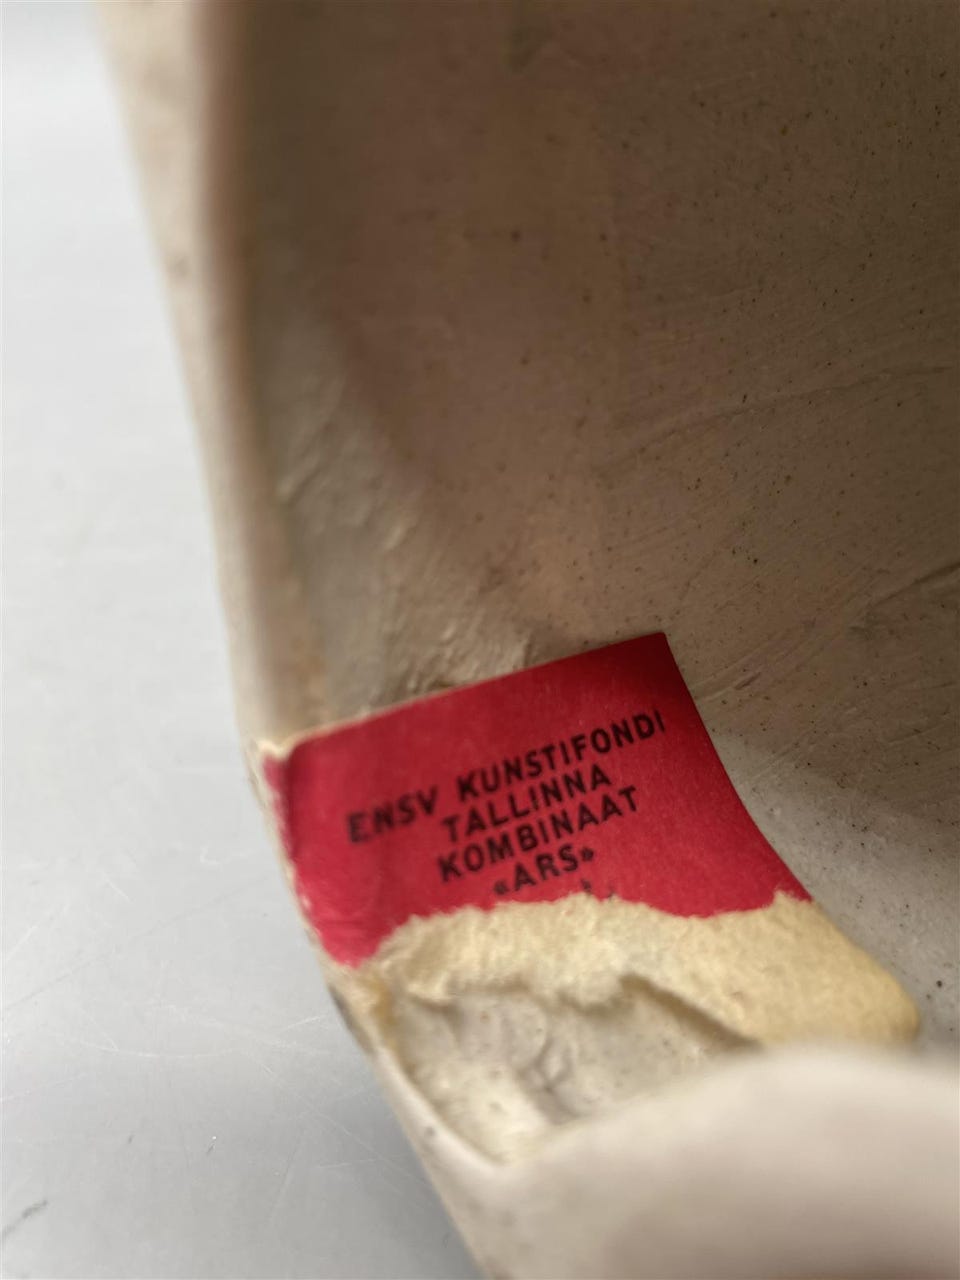 ENSV KUNSTIFONDI
TALLINNA
KOMBINAAT
«ARS»